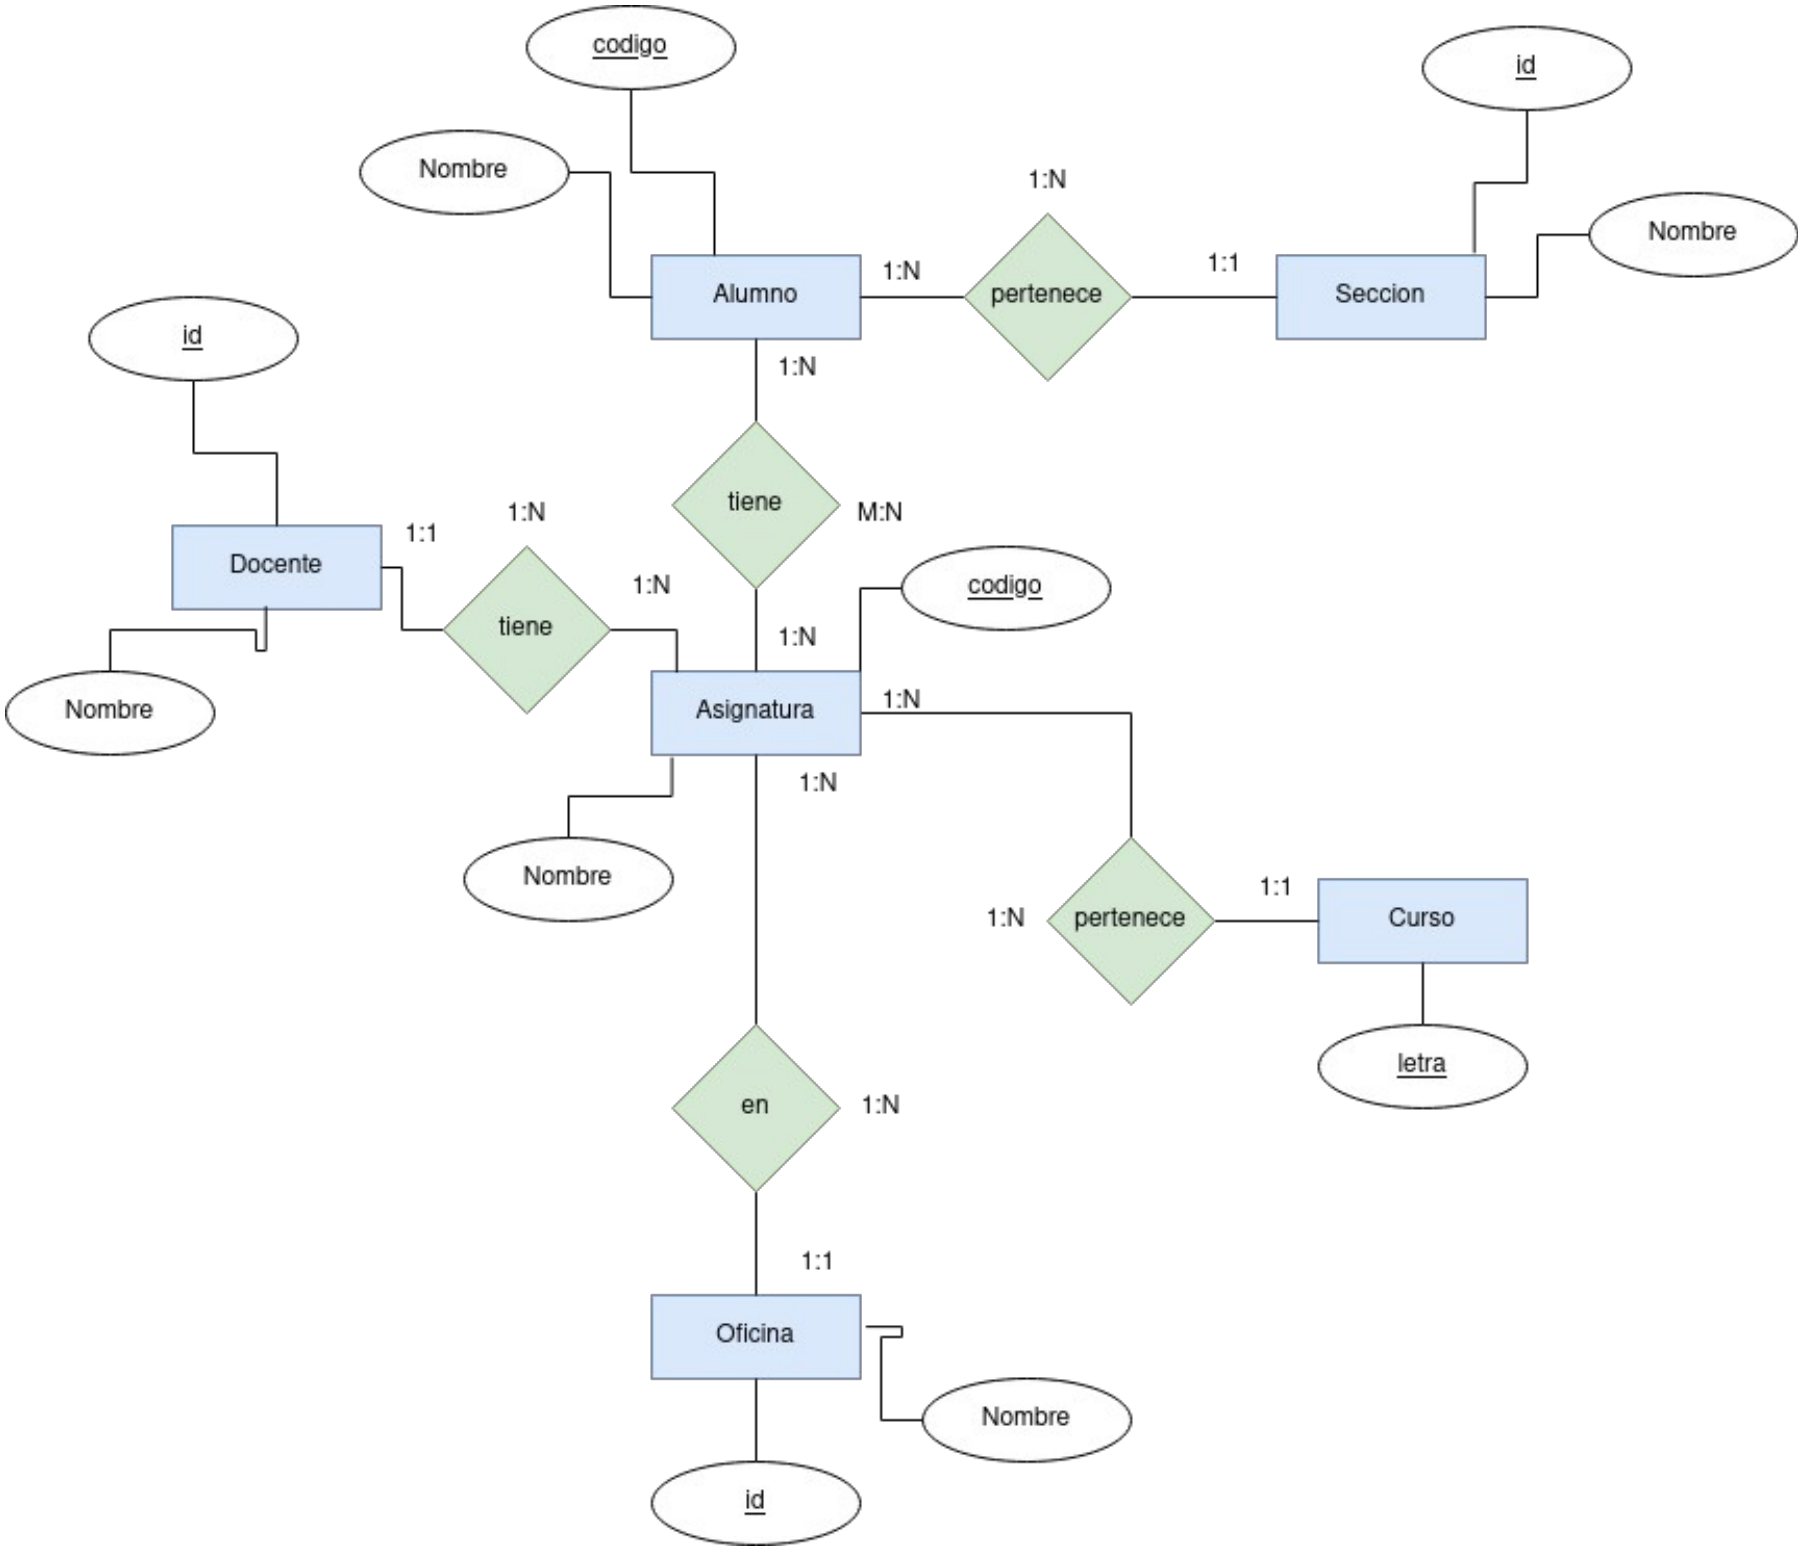 codigo
id
Nombre
1:N
Nombre
1:N
1:1
Alumno
pertenece
Seccion
id
1:N
tiene
M:N
1:N
1:1
Docente
1:N
codigo
tiene
1:N
1:N
Nombre
Asignatura
1:N
Nombre
1:1
1:N
pertenece
Curso
letra
en
1:N
1:1
Oficina
Nombre
id